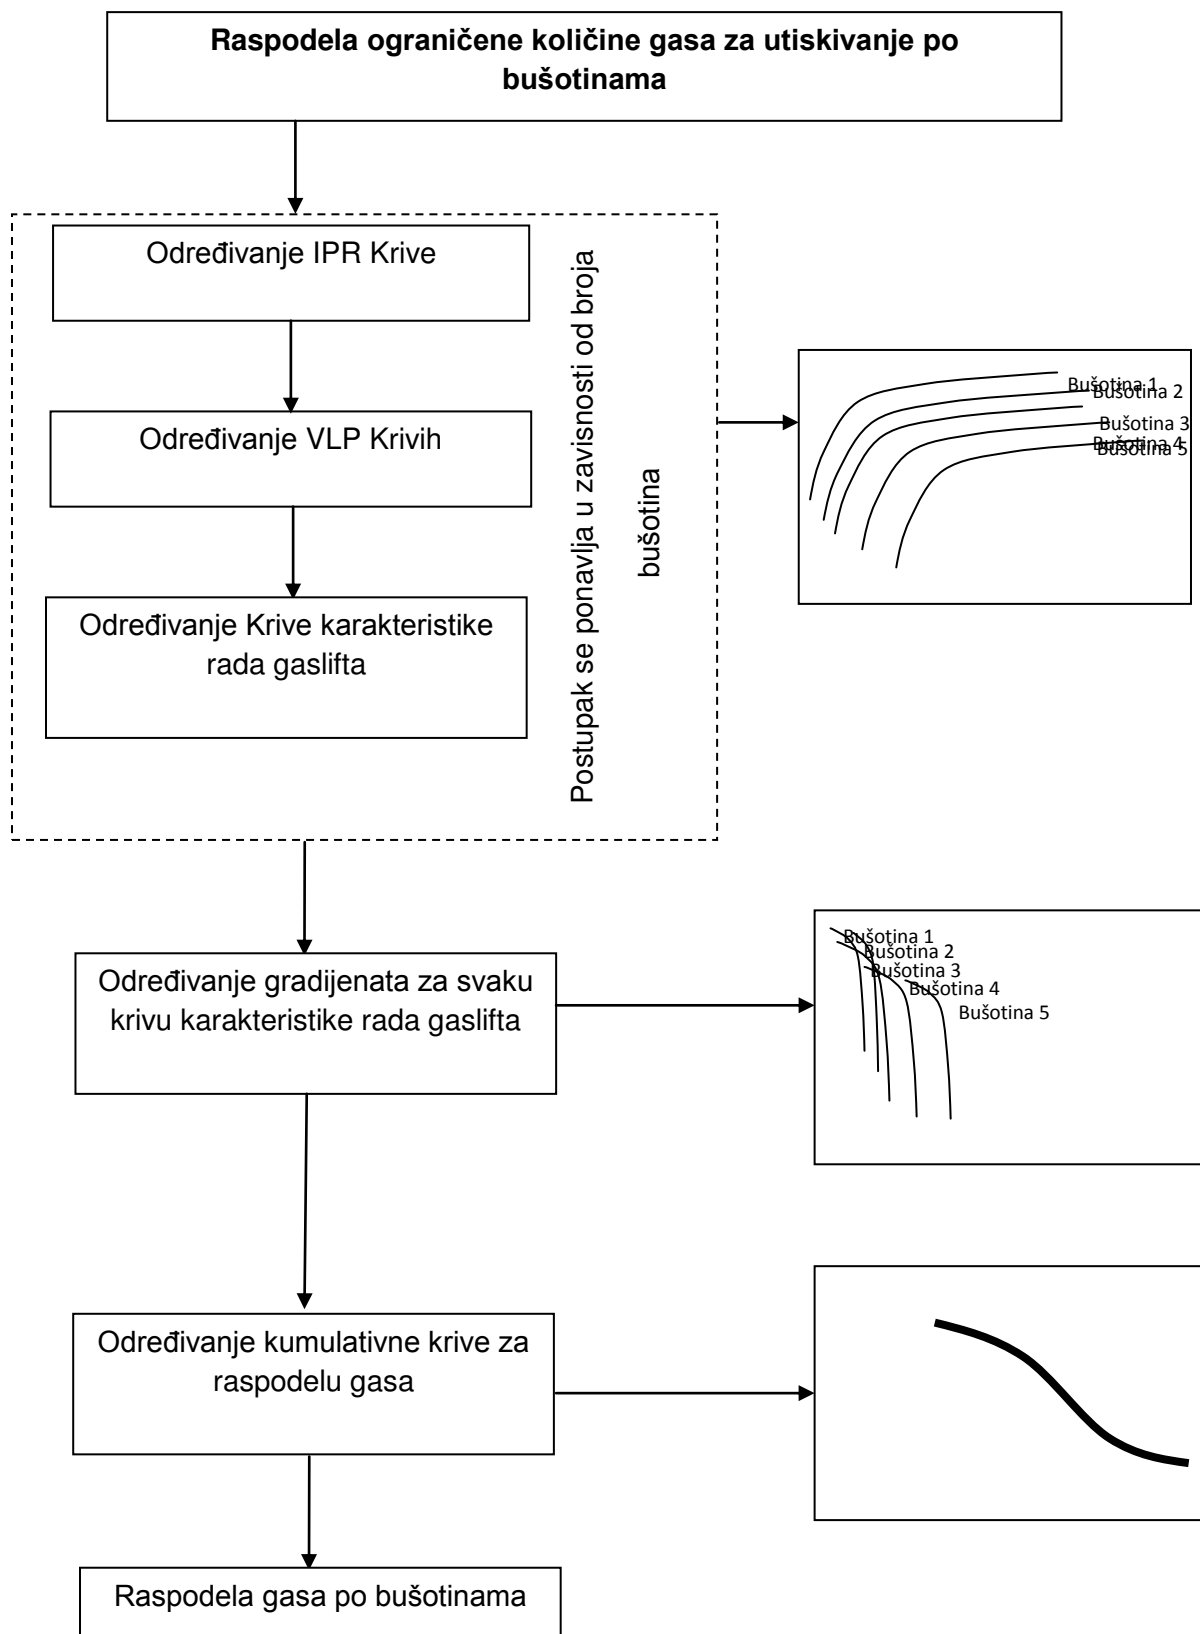 Raspodela ograničene količine gasa za utiskivanje po
bušotinama
Određivanje IPR Krive
Određivanje VLP Krivih
Određivanje Krive karakteristike
rada gaslifta
Postupak se ponavlja u zavisnosti od broja
bušotina
Bušotina 1
Bušotina 2
Bušotina 3
Bušotina 4
Bušotina 5
Određivanje gradijenata za svaku
krivu karakteristike rada gaslifta
Bušotina 1
Bušotina 2
Bušotina 3
Bušotina 4
Bušotina 5
Određivanje kumulativne krive za
raspodelu gasa
Raspodela gasa po bušotinama